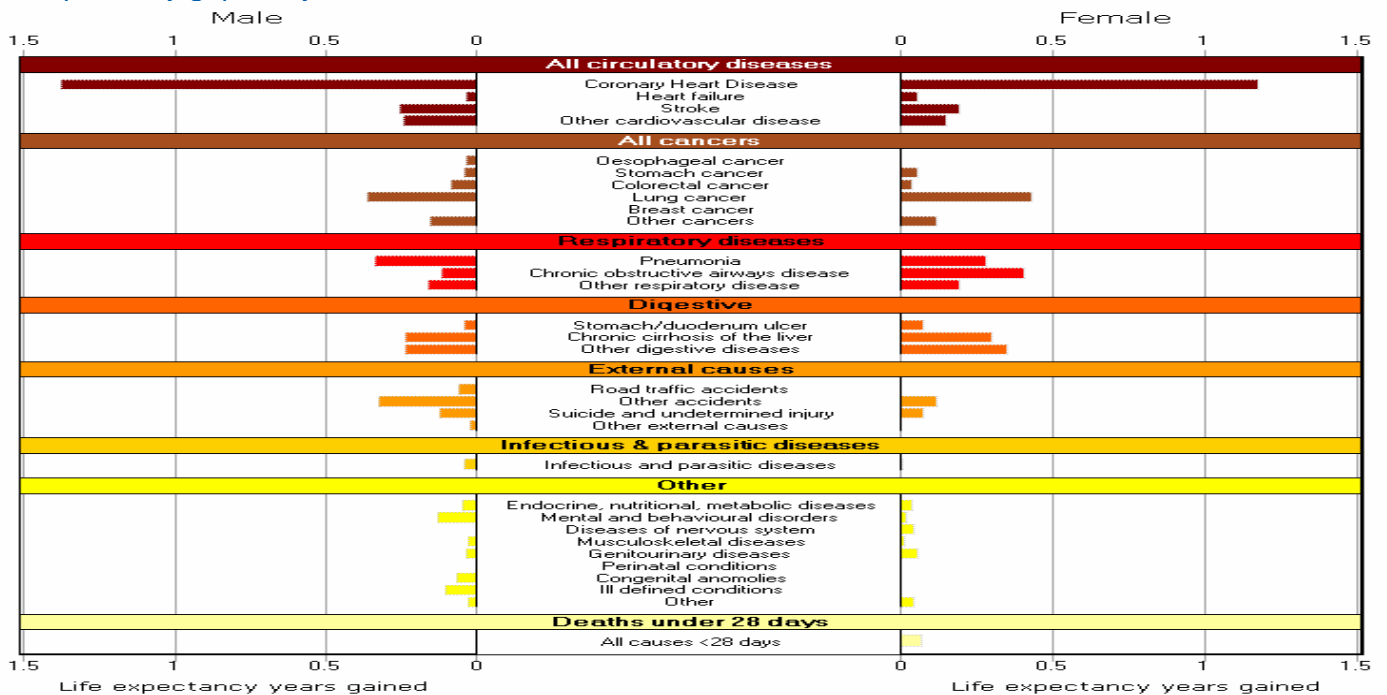 Male Female
1.5 1 0.5 0 0 0.5 1 1.5
All circulatory diseases
Coronary Heart Disease
Heart failure
Stroke
Other cardiovascular disease
All cancers
Oesophageal cancer
Stomach cancer
Colorectal cancer
Lung cancer
Breast cancer
Other cancers
Respiratory diseases
Pneumonia
Chronic obstructive airways disease
Other respiratory disease
Digestive
Stomach/duodenum ulcer
Chronic cirrhosis of the liver
Other digestive diseases
External causes
Road traffic accidents
Other accidents
Suicide and undetermined injury
Other external causes
Infectious & parasitic diseases
Infectious and parasitic diseases
Other
Endocrine, nutritional, metabolic diseases
Mental and behavioural disorders
Diseases of nervous system
Musculoskeletal diseases
Genitourinary diseases
Perinatal conditions
Congenital anomolies
Ill defined conditions
Other
Deaths under 28 days
All causes <28 days
1.5 1 0.5 0 0 0.5 1 1.5
Life expectancy years gained Life expectancy years gained